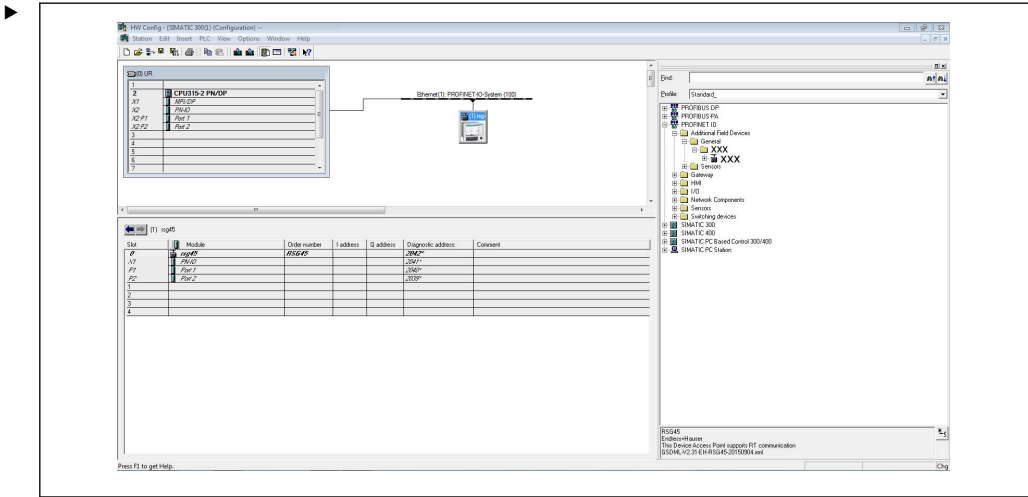 HW Config - [SIMATIC 300(1) (Configuration) --
Station Edit Insert PLC View Options Window Help
(0) UR
1
2 CPU315-2 PN/DP
X1 MPI/DP
X2 PN-IO
X2 P1 Port 1
X2 P2 Port 2
3
4
5
6
7
Ethernet(1): PROFINET-IO-System (100)
(1) rsg
Find:
Profile: Standard_
PROFIBUS DP
PROFIBUS-PA
PROFINET IO
Additional Field Devices
General
XXX
XXX
Sensors
Gateway
HMI
I/O
Network Components
Sensors
Switching devices
SIMATIC 300
SIMATIC 400
SIMATIC PC Based Control 300/400
SIMATIC PC Station
(1) rsg45
Slot Module Order number I address Q address Diagnostic address: Comment
0 rsg45 RSG45 2042*
X1 PN-IO 2041*
P1 Port 1 2040*
P2 Port 2 2039*
1
2
3
4
RSG45
Endress+Hauser
This Device Access Point supports RT communication
GSDML-V2.31-EH-RSG45-20150904.xml
Press F1 to get Help.
Chg